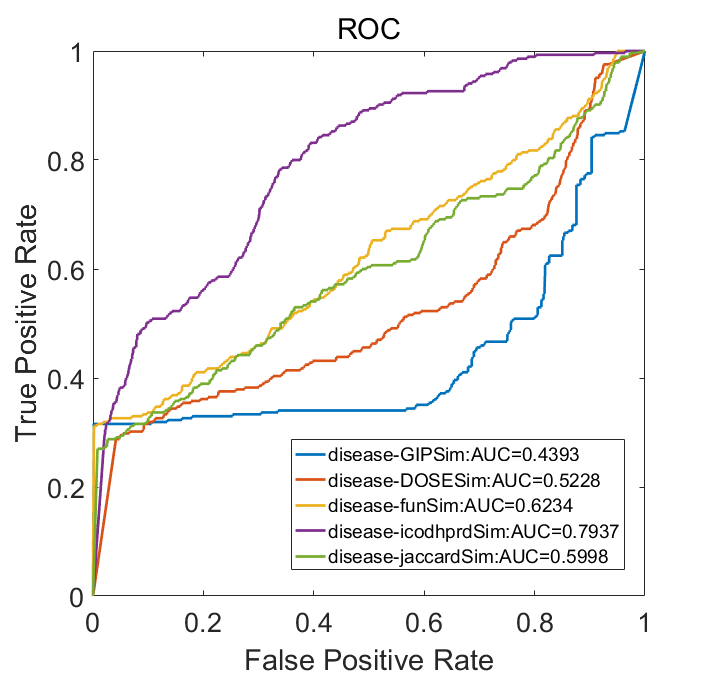 ROC
True Positive Rate
1
0.8
0.6
0.4
0.2
0
disease-GIPSim:AUC=0.4393
disease-DOSESim:AUC=0.5228
disease-funSim:AUC=0.6234
disease-icodhprdSim:AUC=0.7937
disease-jaccardSim:AUC=0.5998
0 0.2 0.4 0.6 0.8 1
False Positive Rate